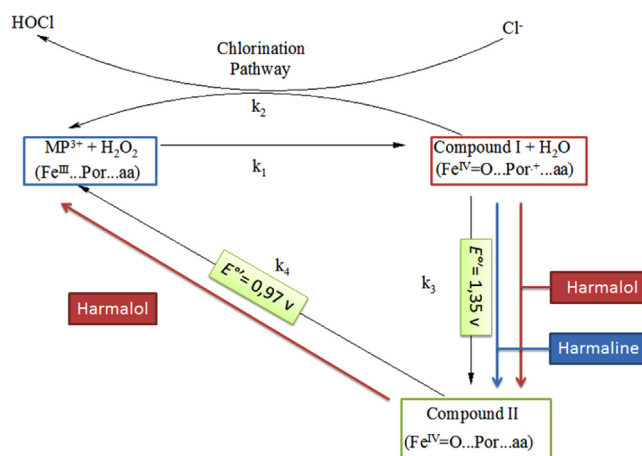 HOCl
Cl-
Chlorination
Pathway
k2
MP3+ + H2O2
(FeIII...Por...aa)
k1
Compound I + H2O
(FeIV=O...Por.+...aa)
k4
E°′= 0,97 v
k3
E°′= 1,35 v
Harmalol
Harmalol
Harmaline
Compound II
(FeIV=O...Por...aa)